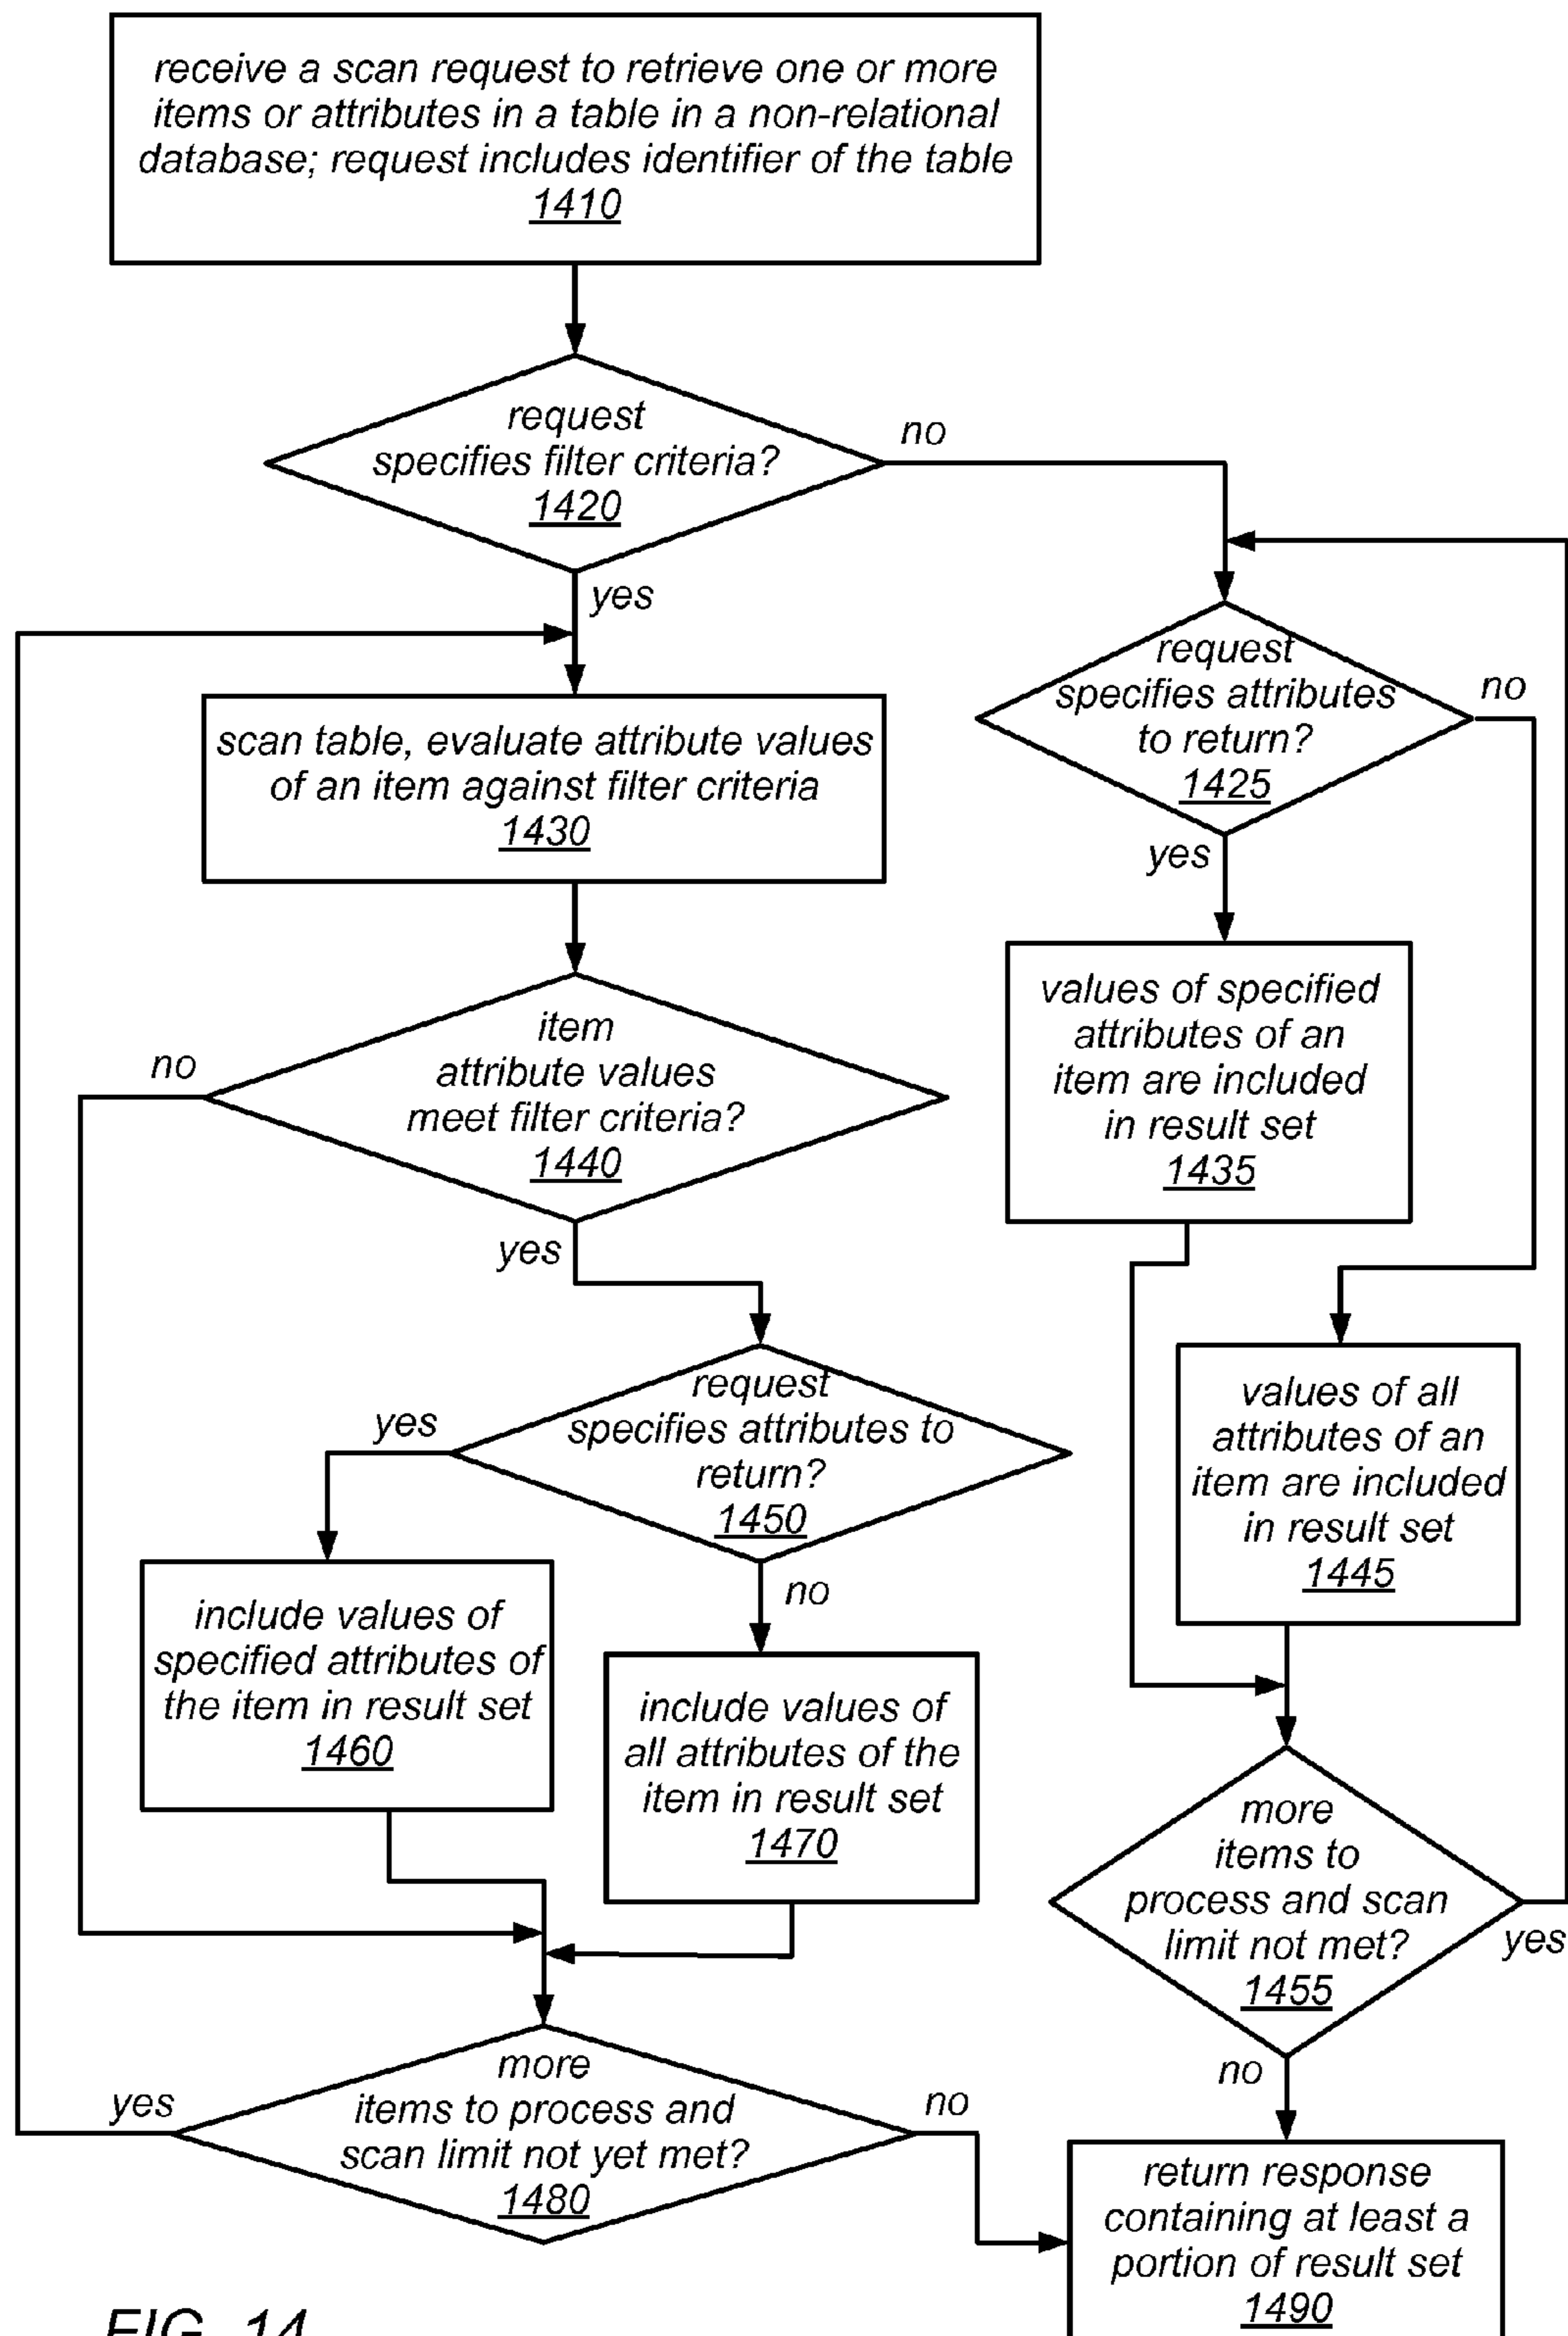 receive a scan request to retrieve one or more
items or attributes in a table in a non-relational
database; request includes identifier of the table
1410
request
specifies filter criteria?
1420
no
yes
request
specifies attributes
to return?
1425
no
yes
scan table, evaluate attribute values
of an item against filter criteria
1430
values of specified
attributes of an
item are included
in result set
1435
item
attribute values
meet filter criteria?
1440
no
yes
request
specifies attributes to
return?
1450
yes
no
values of all
attributes of an
item are included
in result set
1445
include values of
specified attributes of
the item in result set
1460
include values of
all attributes of the
item in result set
1470
more
items to
process and scan
limit not met?
1455
yes
no
more
items to process and
scan limit not yet met?
1480
yes
no
return response
containing at least a
portion of result set
1490
FIG. 14